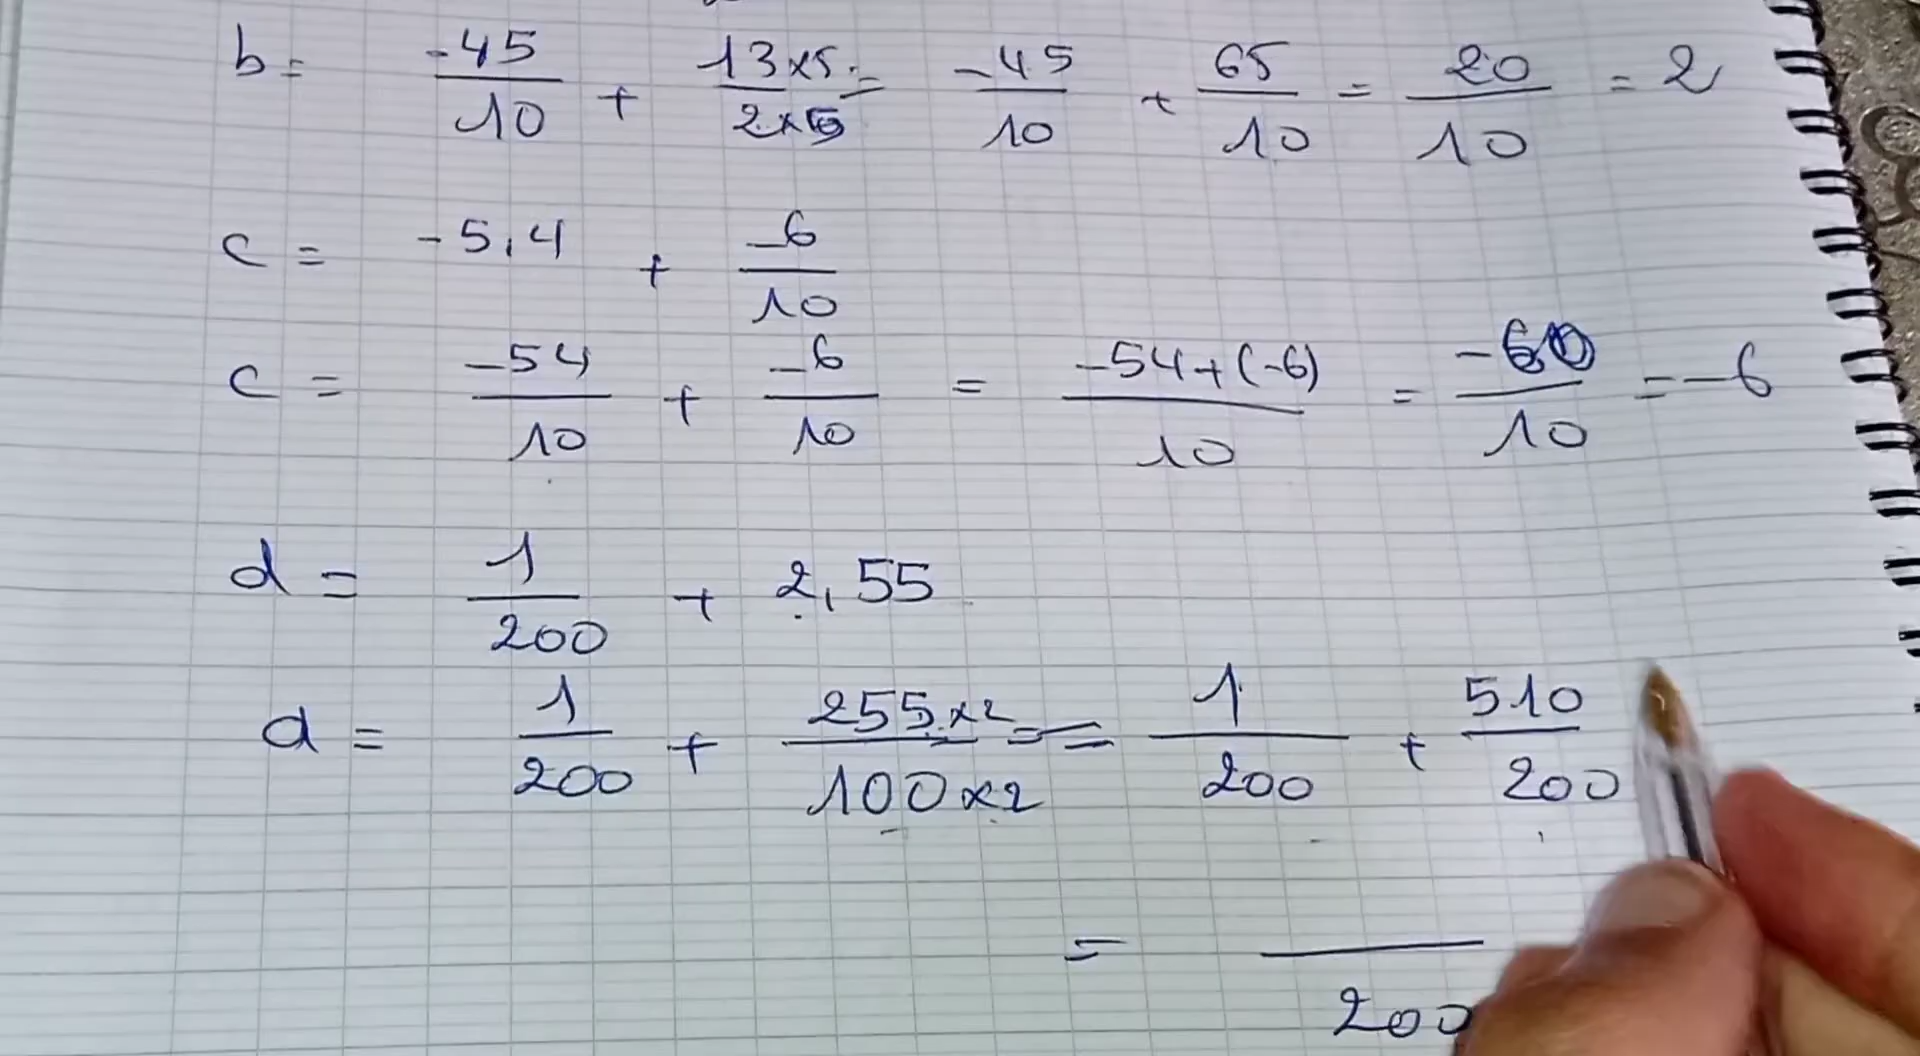 b = -45/10 + 13×5/2×5 = -45/10 + 65/10 = 20/10 = 2
c = -5,4 + -6/10
c = -54/10 + -6/10 = -54+(-6)/10 = -60/10 = -6
d = 1/200 + 2,55
d = 1/200 + 255×2/100×2 == 1/200 + 510/200
= /200